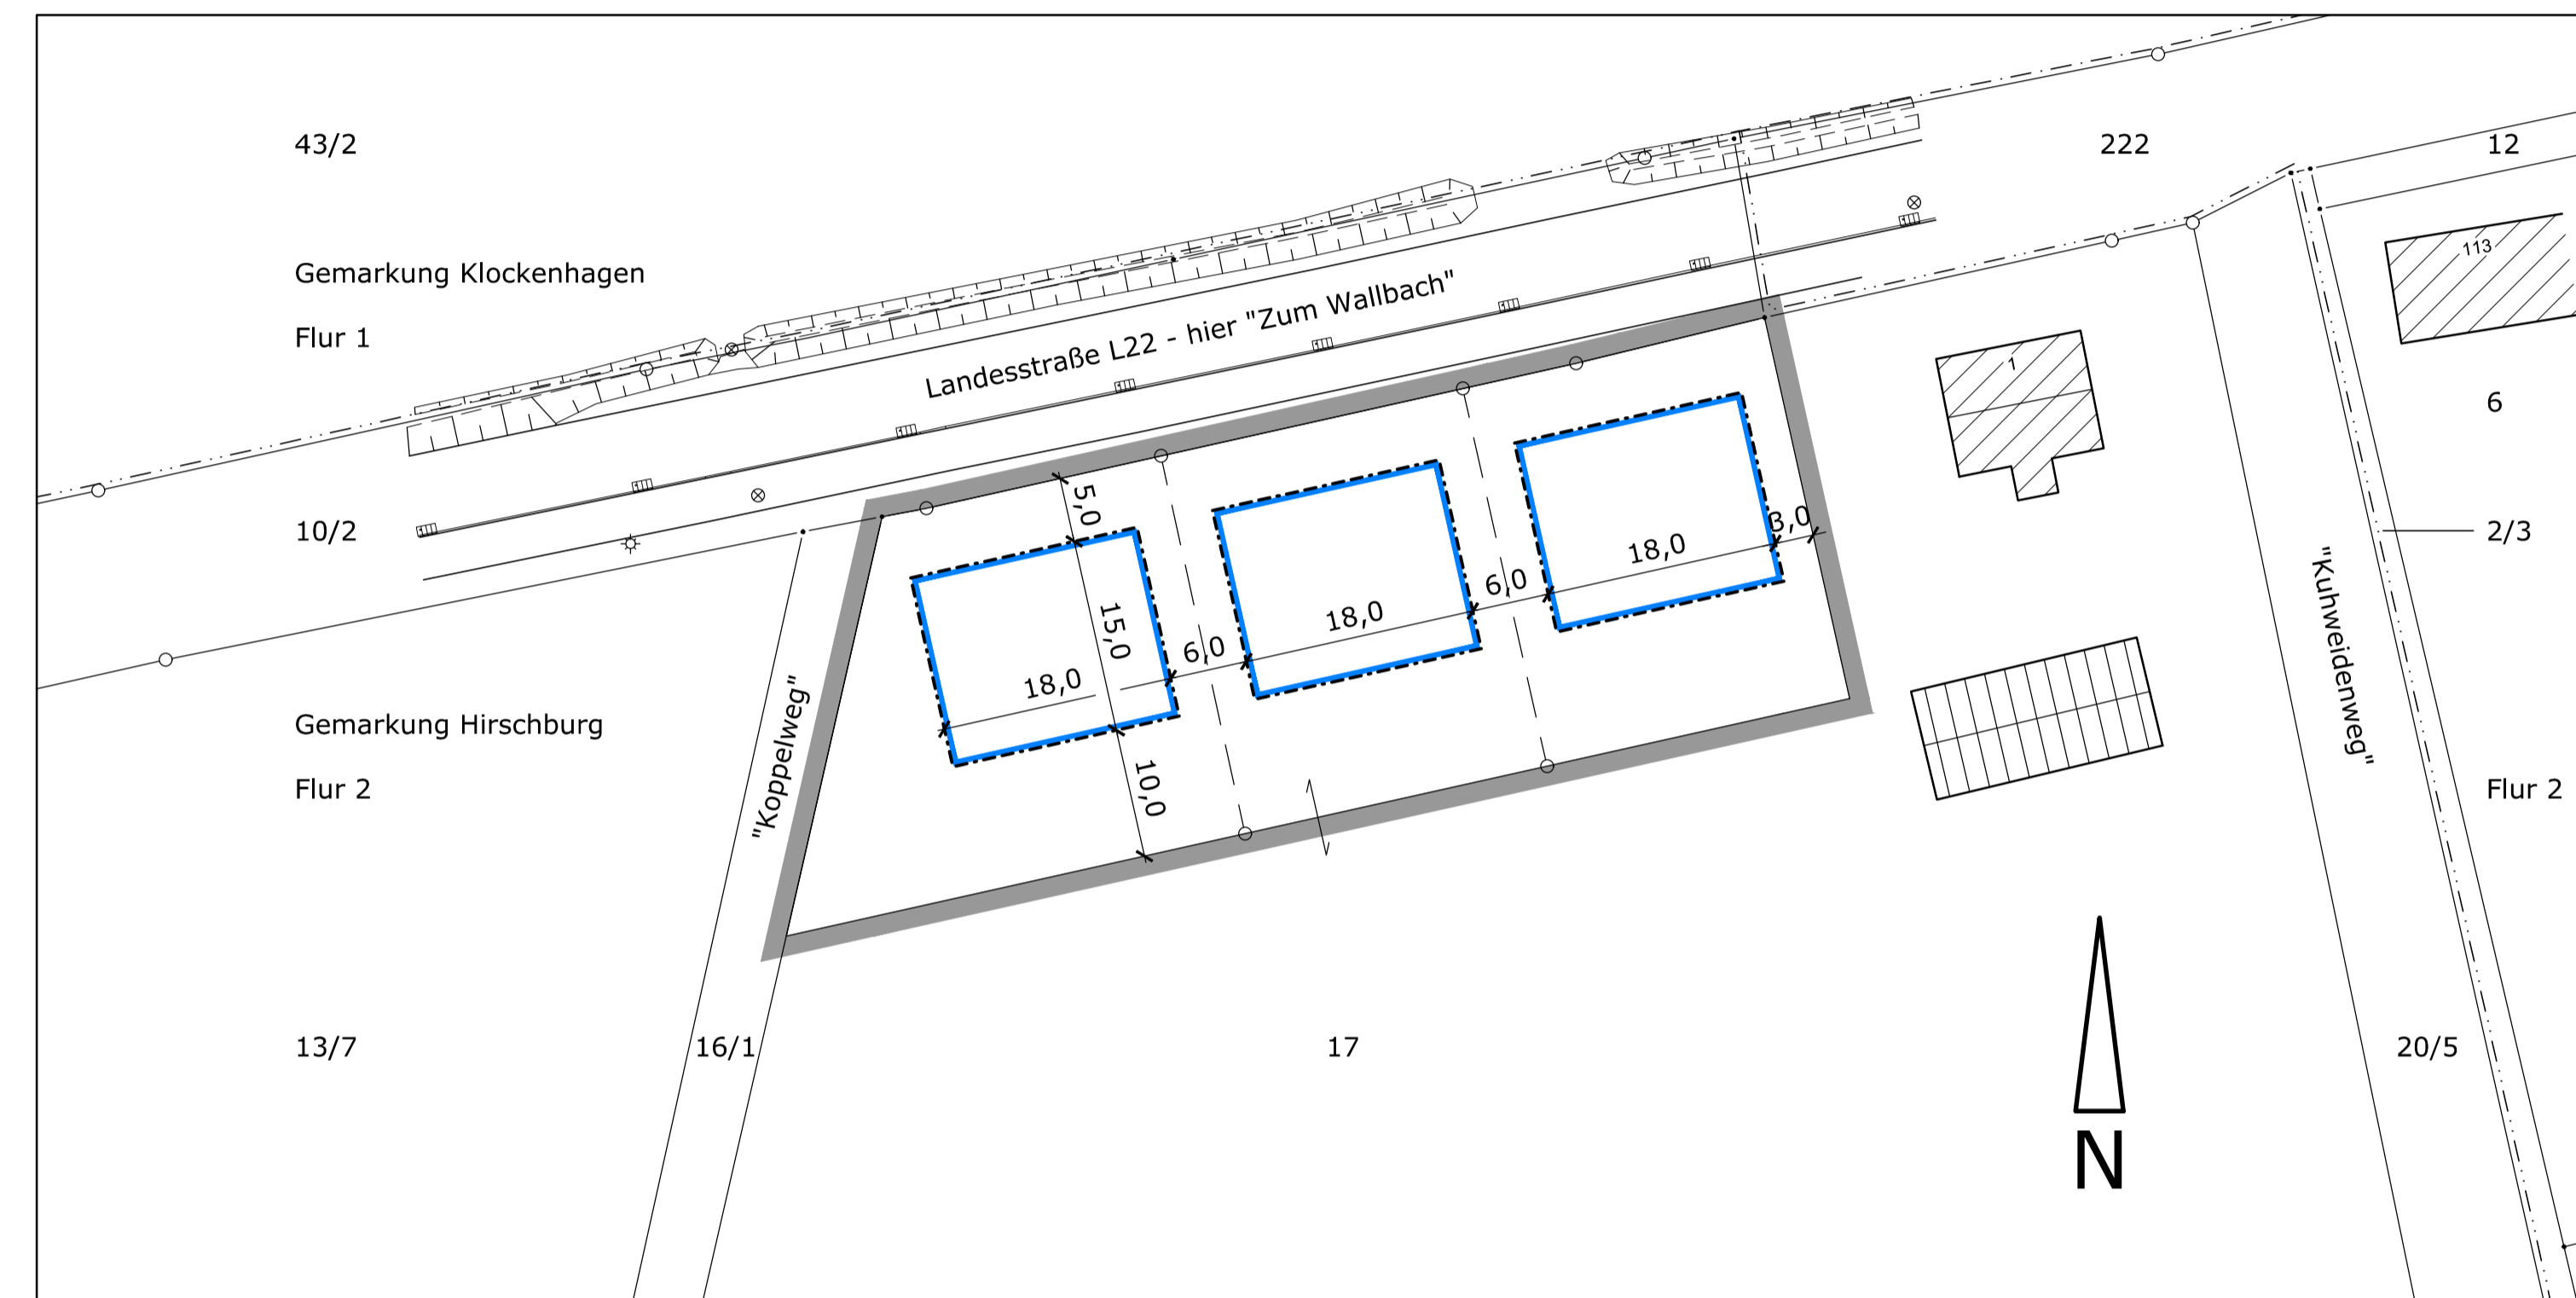 43/2
222
12
113
Gemarkung Klockenhagen
Flur 1
Landesstraße L22 - hier "Zum Wallbach"
1
6
10/2
2/3
5,0
3,0
18,0
6,0
18,0
15,0
6,0
18,0
10,0
"Koppelweg"
"Kuhweidenweg"
Gemarkung Hirschburg
Flur 2
Flur 2
13/7
16/1
17
20/5
N